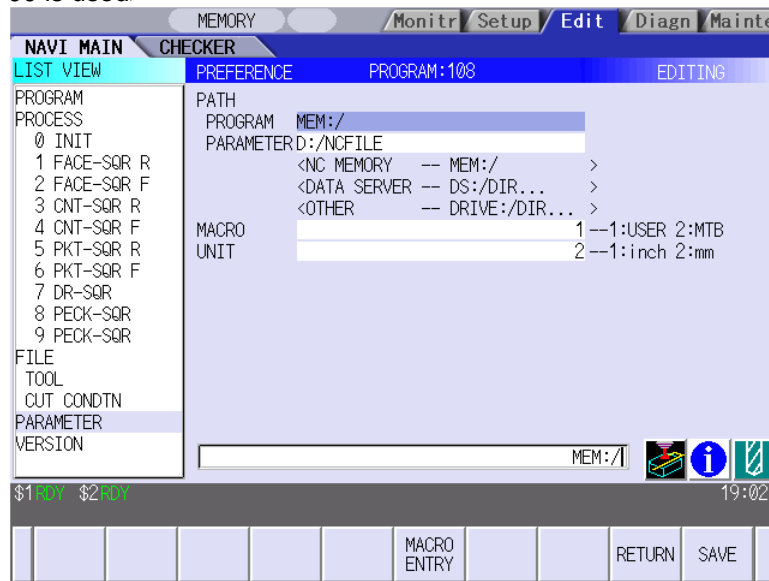 MEMORY Monitr Setup Edit Diagn Mainte
NAVI MAIN CHECKER
LIST VIEW PREFERENCE PROGRAM:108 EDITING
PROGRAM
PROCESS
0 INIT
1 FACE-SQR R
2 FACE-SQR F
3 CNT-SQR R
4 CNT-SQR F
5 PKT-SQR R
6 PKT-SQR F
7 DR-SQR
8 PECK-SQR
9 PECK-SQR
FILE
TOOL
CUT CONDTN
PARAMETER
VERSION
PATH
PROGRAM MEM:/
PARAMETER D:/NCFILE
<NC MEMORY -- MEM:/ >
<DATA SERVER -- DS:/DIR... >
<OTHER -- DRIVE:/DIR... >
MACRO 1 --1:USER 2:MTB
UNIT 2 --1:inch 2:mm
MEM:/
$1 RDY $2 RDY 19:02
MACRO
ENTRY
RETURN SAVE